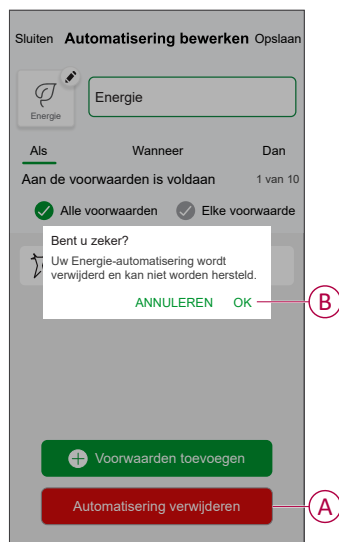 Sluiten Automatisering bewerken Opslaan
Energie
Energie
Als Wanneer Dan
Aan de voorwaarden is voldaan 1 van 10
Alle voorwaarden Elke voorwaarde
Bent u zeker?
Uw Energie-automatisering wordt
verwijderd en kan niet worden hersteld.
ANNULEREN OK
B
Voorwaarden toevoegen
Automatisering verwijderen
A